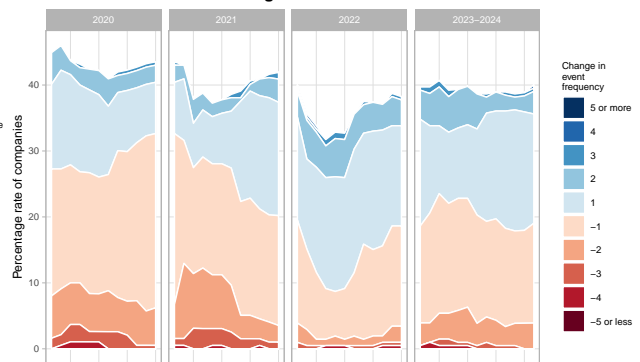 2020 2021 2022 2023–2024
Percentage rate of companies
40
30
20
10
0
Change in
event
frequency
5 or more
4
3
2
1
−1
−2
−3
−4
−5 or less